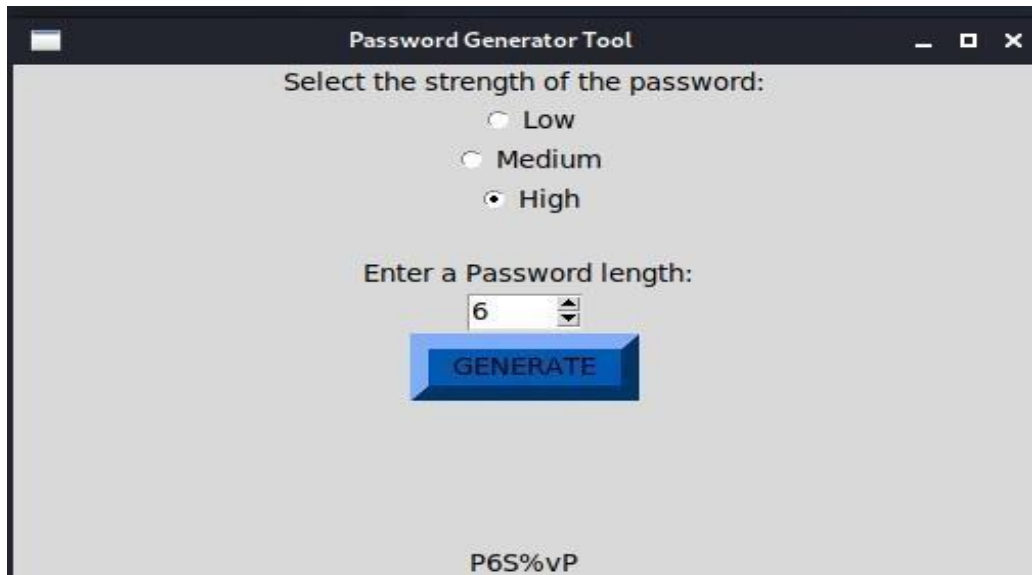 Password Generator Tool
Select the strength of the password:
Low
Medium
High
Enter a Password length:
6
GENERATE
P6S%vP